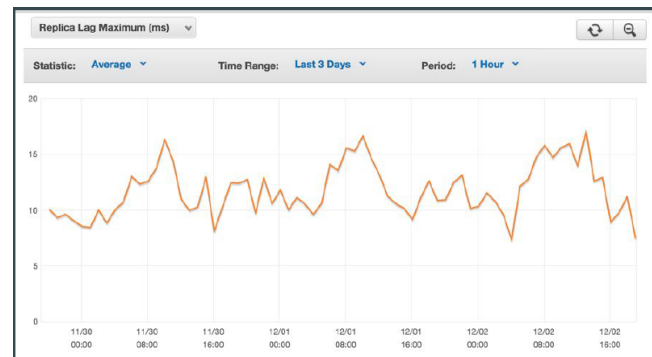 Replica Lag Maximum (ms)
Statistic: Average Time Range: Last 3 Days Period: 1 Hour
20
15
10
5
0
11/30 11/30 11/30 12/01 12/01 12/01 12/02 12/02 12/02
00:00 08:00 16:00 00:00 08:00 16:00 00:00 08:00 16:00